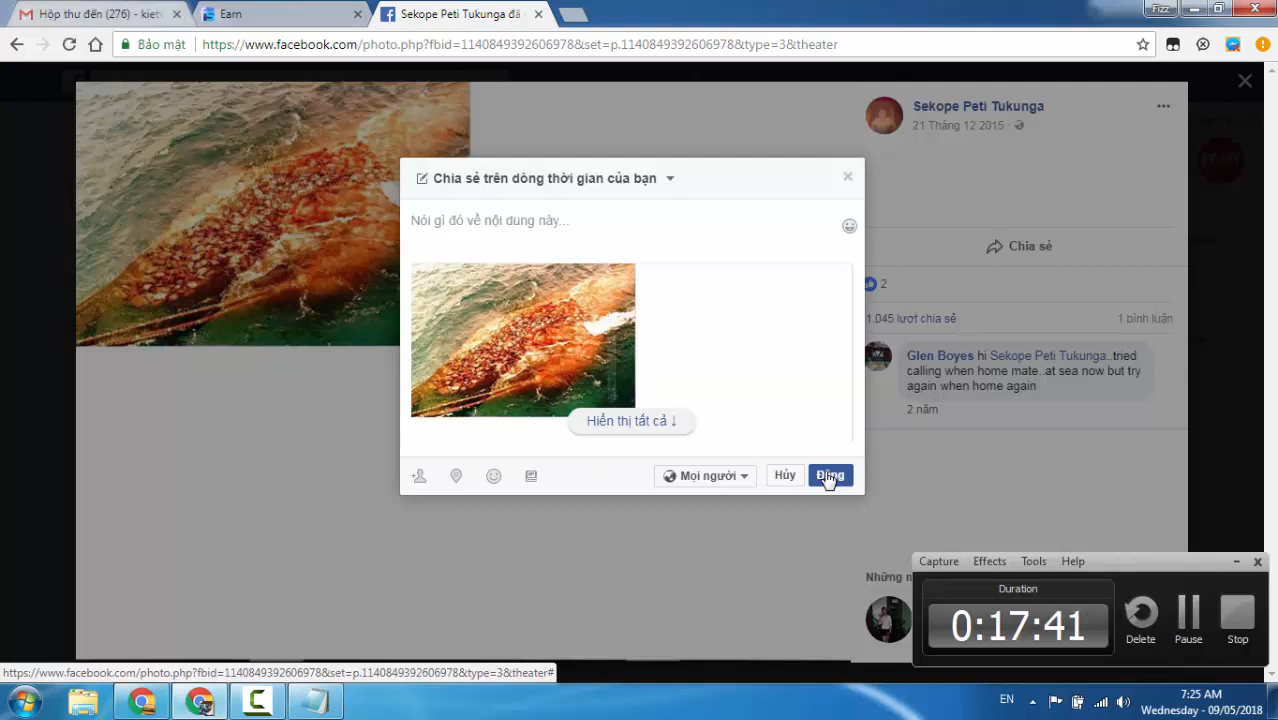 Hộp thư đến (276) - kietv
Earn
Sekope Peti Tukunga đã
Fizz
Bảo mật
https://www.facebook.com/photo.php?fbid=1140849392606978&set=p.1140849392606978&type=3&theater
Sekope Peti Tukunga
21 Tháng 12 2015 ·
Chia sẻ trên dòng thời gian của bạn
Nói gì đó về nội dung này...
Chia sẻ
2
1.045 lượt chia sẻ
1 bình luận
Glen Boyes hi Sekope Peti Tukunga..tried
calling when home mate..at sea now but try
again when home again
2 năm
Hiển thị tất cả ↓
Mọi người
Hủy
Đăng
Capture Effects Tools Help
Những
Duration
0:17:41
Delete
Pause
Stop
https://www.facebook.com/photo.php?fbid=1140849392606978&set=p.1140849392606978&type=3&theater#
EN
7:25 AM
Wednesday - 09/05/2018